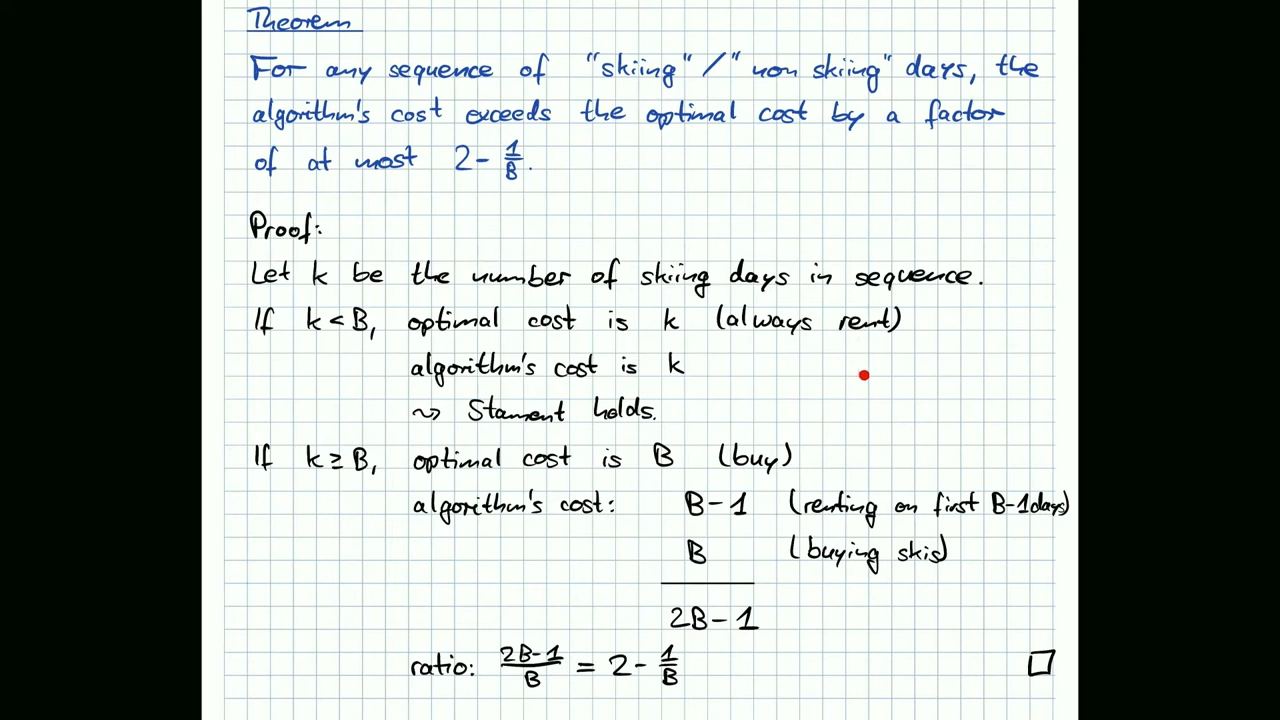 Theorem
For any sequence of "skiing" / "non skiing" days, the
algorithm's cost exceeds the optimal cost by a factor
of at most 2 - 1/B.
Proof:
Let k be the number of skiing days in sequence.
If k < B, optimal cost is k (always rent)
algorithm's cost is k
⇝ Stament holds.
If k ≥ B, optimal cost is B (buy)
algorithm's cost: B-1 (renting on first B-1 days)
B (buying skis)
2B - 1
ratio: (2B-1)/B = 2 - 1/B □